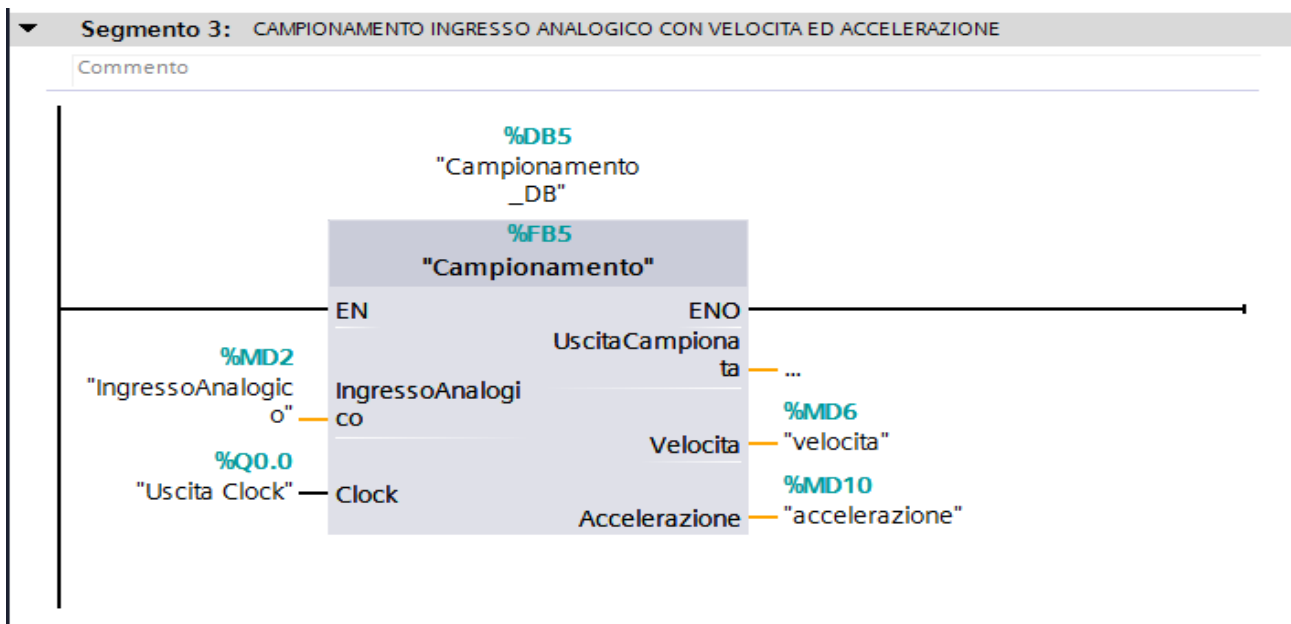 Segmento 3: CAMPIONAMENTO INGRESSO ANALOGICO CON VELOCITA ED ACCELERAZIONE
Commento
%DB5
"Campionamento
_DB"
%FB5
"Campionamento"
EN
ENO
UscitaCampiona
ta
...
%MD2
"IngressoAnalogic
o"
IngressoAnalogi
co
%MD6
Velocita
"velocita"
%Q0.0
"Uscita Clock"
Clock
%MD10
Accelerazione
"accelerazione"